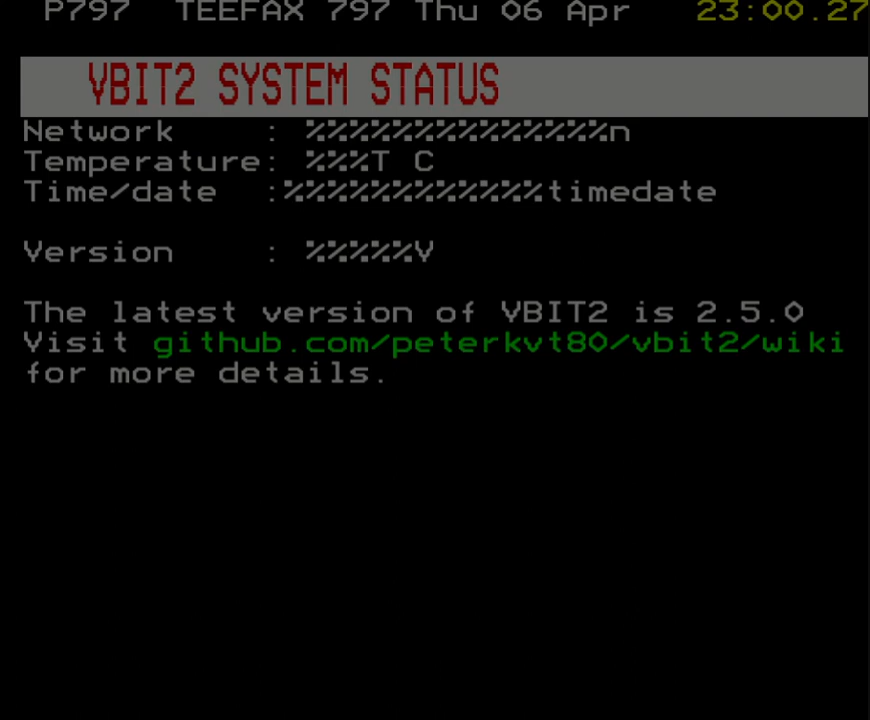 P797 TEEFAX 797 Thu 06 Apr 23:00.27
VBIT2 SYSTEM STATUS
Network : %%%%%%%%%%%%%%n
Temperature: %%%T C
Time/date :%%%%%%%%%%%%timedate
Version : %%%%%V
The latest version of VBIT2 is 2.5.0
Visit github.com/peterkvt80/vbit2/wiki
for more details.